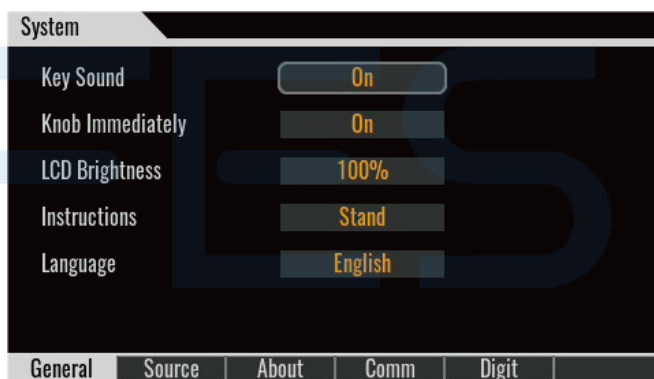 System
Key Sound On
Knob Immediately On
LCD Brightness 100%
Instructions Stand
Language English
General Source About Comm Digit